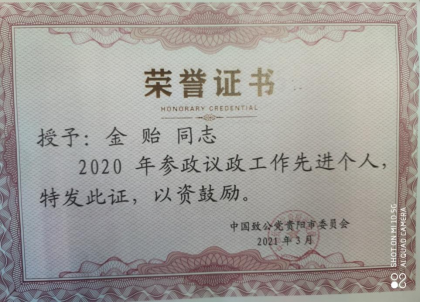 荣誉证书
HONORARY CREDENTIAL
授予：金 贻 同志
2020 年参政议政工作先进个人，
特发此证，以资鼓励。
中国致公党贵阳市委员会
2021 年 3 月
SHOT ON MI 10 5G
AI QUAD CAMERA